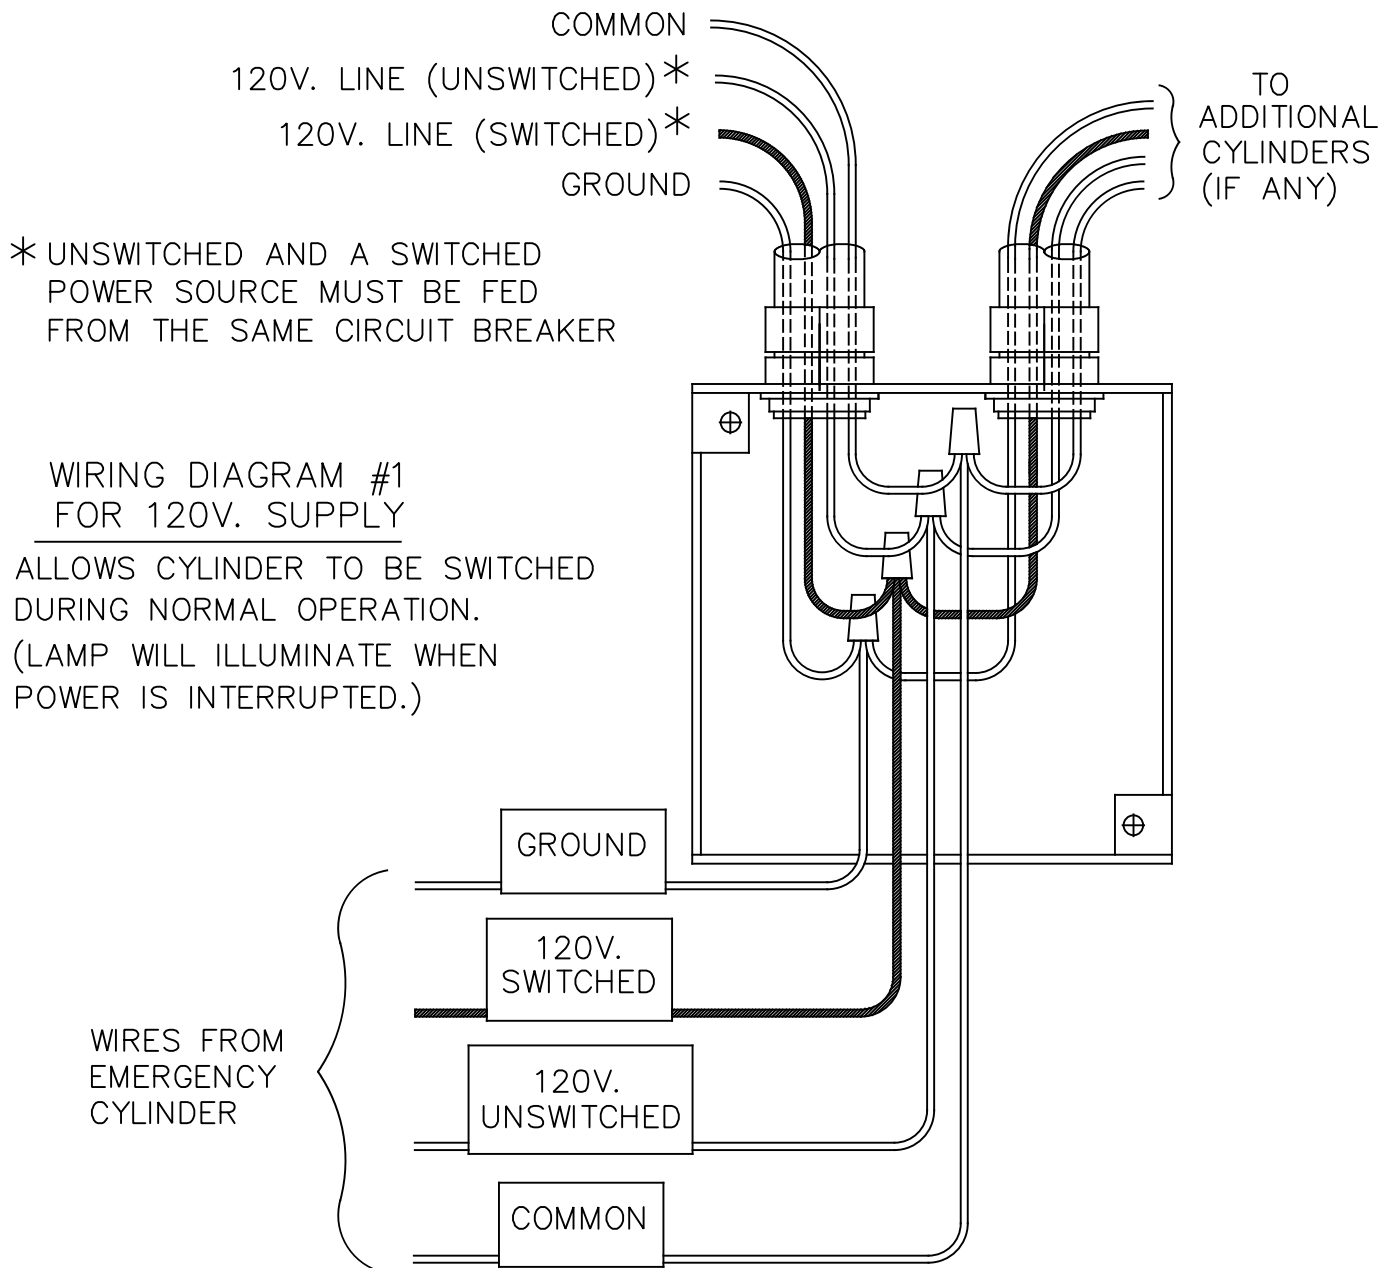 COMMON
120V. LINE (UNSWITCHED)*
120V. LINE (SWITCHED)*
GROUND
TO
ADDITIONAL
CYLINDERS
(IF ANY)
* UNSWITCHED AND A SWITCHED
POWER SOURCE MUST BE FED
FROM THE SAME CIRCUIT BREAKER
WIRING DIAGRAM #1
FOR 120V. SUPPLY
ALLOWS CYLINDER TO BE SWITCHED
DURING NORMAL OPERATION.
(LAMP WILL ILLUMINATE WHEN
POWER IS INTERRUPTED.)
GROUND
120V.
SWITCHED
WIRES FROM
EMERGENCY
CYLINDER
120V.
UNSWITCHED
COMMON